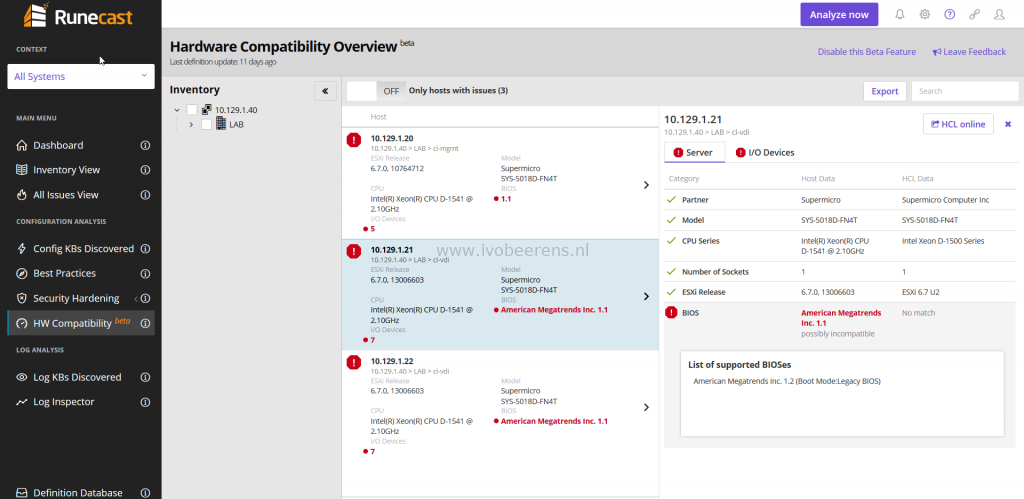 Runecast
Analyze now
CONTEXT
All Systems
MAIN MENU
Dashboard
Inventory View
All Issues View
CONFIGURATION ANALYSIS
Config KBs Discovered
Best Practices
Security Hardening
HW Compatibility beta
LOG ANALYSIS
Log KBs Discovered
Log Inspector
Definition Database
Hardware Compatibility Overview beta
Last definition update: 11 days ago
Disable this Beta Feature
Leave Feedback
Inventory
10.129.1.40
LAB
OFF
Only hosts with issues (3)
Export
Search
Host
10.129.1.20
10.129.1.40 > LAB > cl-mgmt
ESXi Release
Model
6.7.0, 10764712
Supermicro
SYS-5018D-FN4T
CPU
BIOS
Intel(R) Xeon(R) CPU D-1541 @
2.10GHz
1.1
I/O Devices
5
10.129.1.21
10.129.1.40 > LAB > cl-vdi
ESXi Release
Model
6.7.0, 13006603
Supermicro
SYS-5018D-FN4T
CPU
BIOS
Intel(R) Xeon(R) CPU D-1541 @
2.10GHz
American Megatrends Inc. 1.1
I/O Devices
7
10.129.1.22
10.129.1.40 > LAB > cl-vdi
ESXi Release
Model
6.7.0, 13006603
Supermicro
SYS-5018D-FN4T
CPU
BIOS
Intel(R) Xeon(R) CPU D-1541 @
2.10GHz
American Megatrends Inc. 1.1
I/O Devices
7
www.ivobeerens.nl
10.129.1.21
10.129.1.40 > LAB > cl-vdi
HCL online
Server
I/O Devices
Category Host Data HCL Data
Partner Supermicro Supermicro Computer Inc
Model SYS-5018D-FN4T SYS-5018D-FN4T
CPU Series Intel(R) Xeon(R) CPU Intel Xeon D-1500 Series
D-1541 @ 2.10GHz
Number of Sockets 1 1
ESXi Release 6.7.0, 13006603 ESXi 6.7 U2
BIOS American Megatrends No match
Inc. 1.1
possibly incompatible
List of supported BIOSes
American Megatrends Inc. 1.2 (Boot Mode:Legacy BIOS)